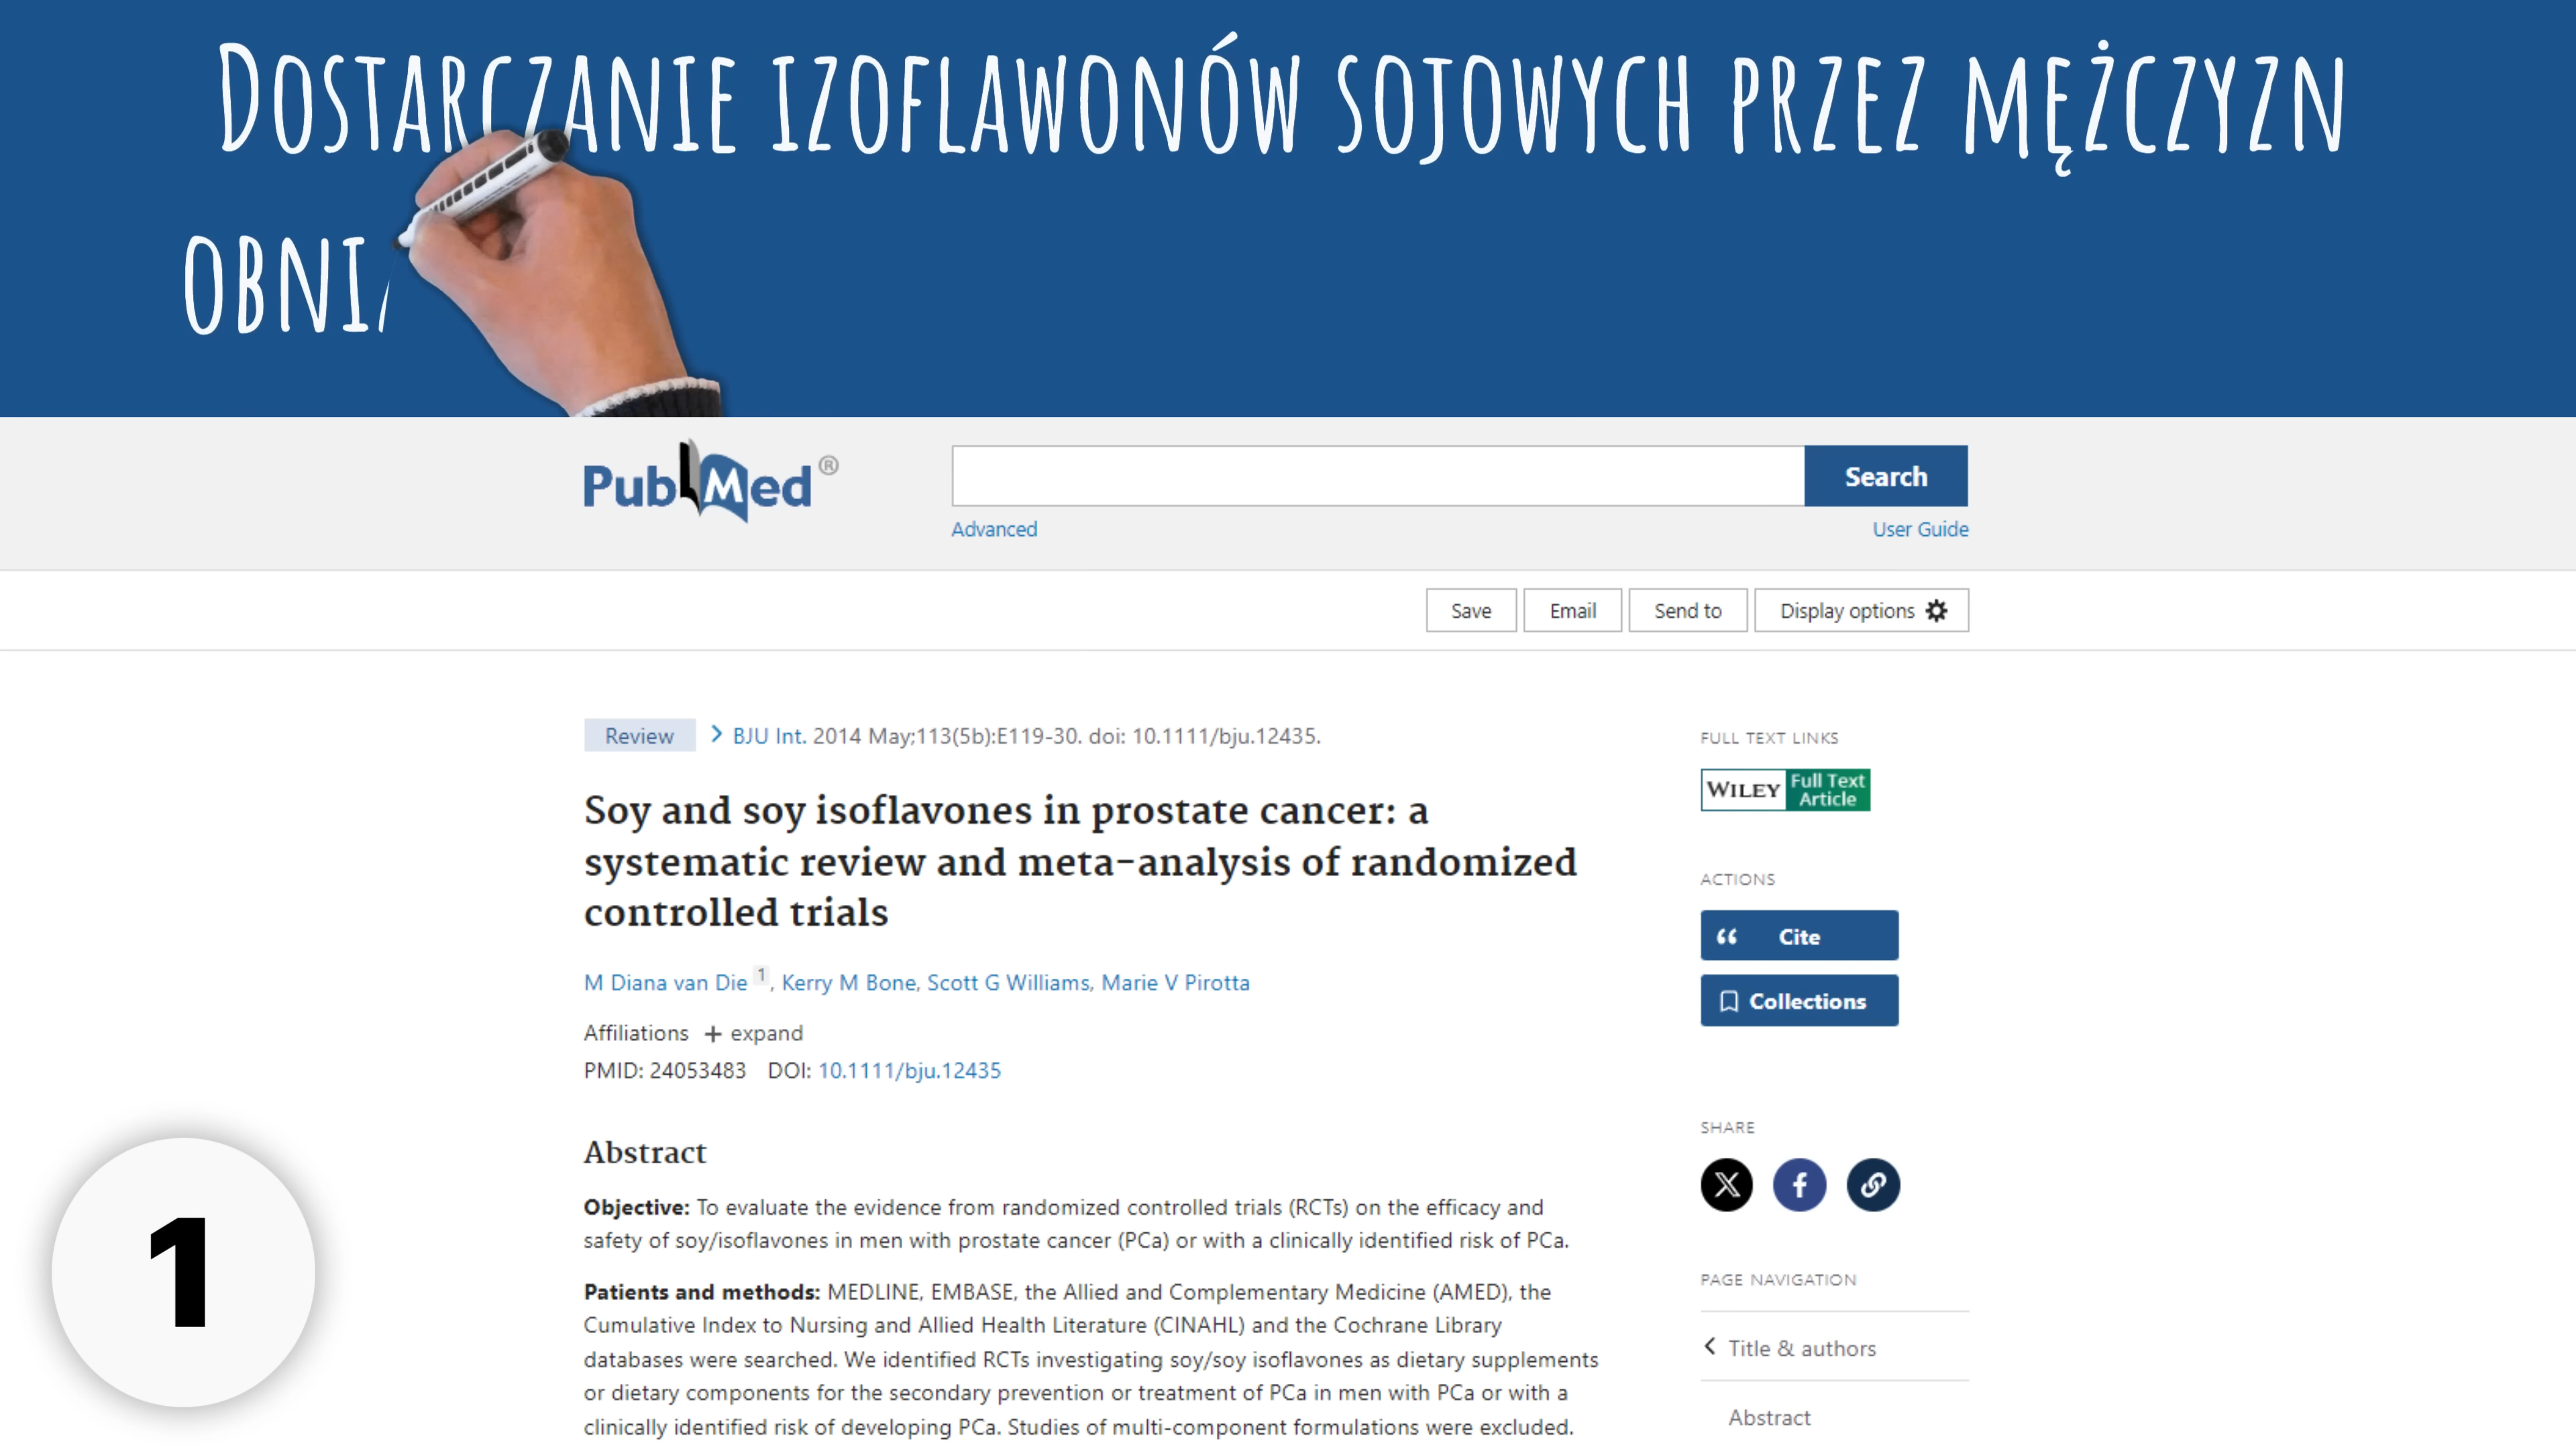 Dostarczanie izoflawonów sojowych przez mężczyzn
obni
PubMed®
Search
Advanced
User Guide
Save
Email
Send to
Display options
Review
BJU Int. 2014 May;113(5b):E119-30. doi: 10.1111/bju.12435.
Soy and soy isoflavones in prostate cancer: a
systematic review and meta-analysis of randomized
controlled trials
M Diana van Die 1, Kerry M Bone, Scott G Williams, Marie V Pirotta
Affiliations + expand
PMID: 24053483 DOI: 10.1111/bju.12435
Abstract
Objective: To evaluate the evidence from randomized controlled trials (RCTs) on the efficacy and
safety of soy/isoflavones in men with prostate cancer (PCa) or with a clinically identified risk of PCa.
Patients and methods: MEDLINE, EMBASE, the Allied and Complementary Medicine (AMED), the
Cumulative Index to Nursing and Allied Health Literature (CINAHL) and the Cochrane Library
databases were searched. We identified RCTs investigating soy/soy isoflavones as dietary supplements
or dietary components for the secondary prevention or treatment of PCa in men with PCa or with a
clinically identified risk of developing PCa. Studies of multi-component formulations were excluded.
FULL TEXT LINKS
WILEY Full Text
Article
ACTIONS
Cite
Collections
SHARE
PAGE NAVIGATION
Title & authors
Abstract
1